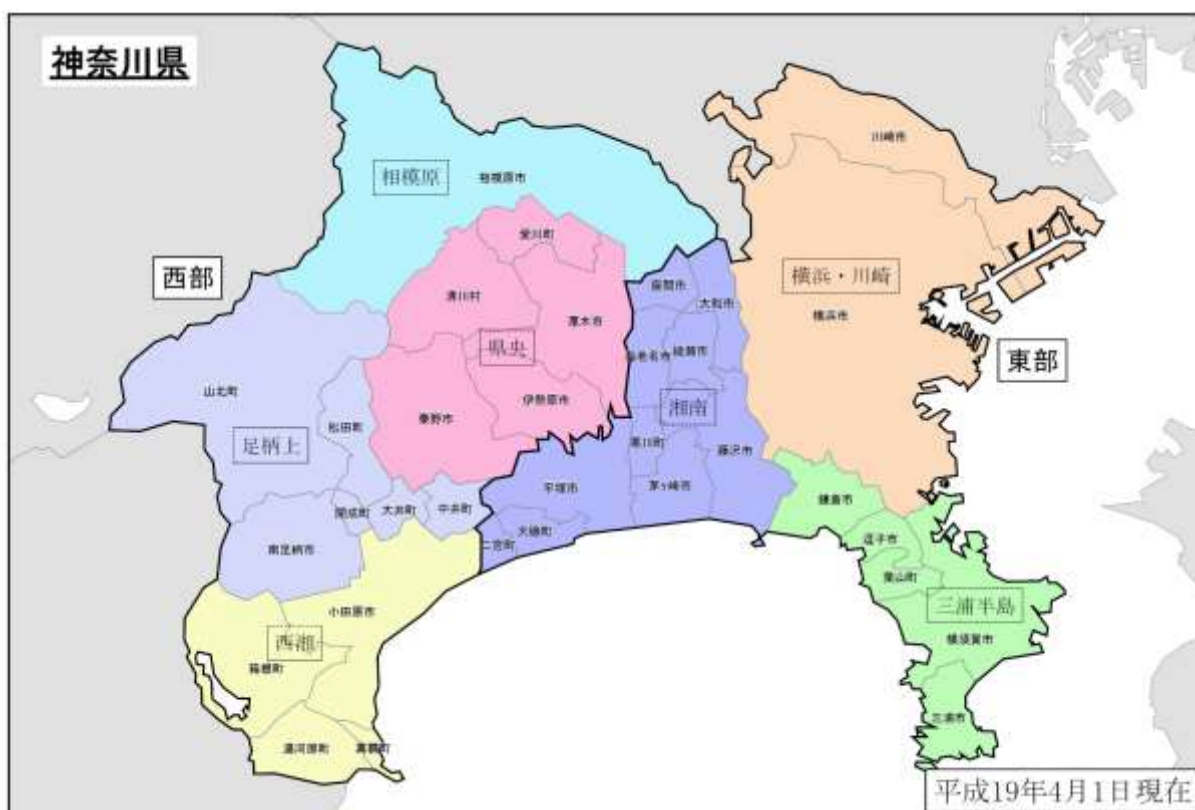 神奈川県
川崎市
相模原
相模原市
愛川町
西部
清川村
座間市
大和市
横浜・川崎
厚木市
横浜市
県央
海老名市
綾瀬市
東部
山北町
伊勢原市
湘南
松田町
秦野市
足柄上
寒川町
藤沢市
平塚市
茅ヶ崎市
鎌倉市
開成町
大井町
中井町
大磯町
二宮町
逗子市
南足柄市
葉山町
小田原市
三浦半島
西湘
横須賀市
箱根町
三浦市
湯河原町
真鶴町
平成19年4月1日現在